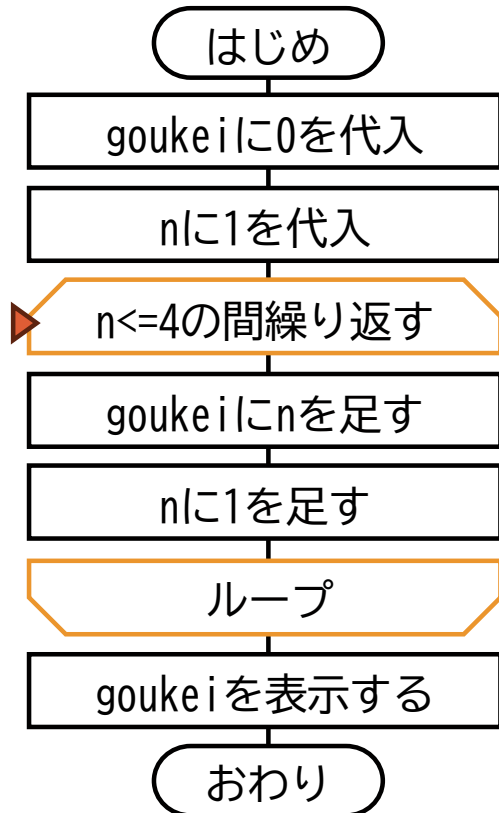 はじめ
goukeiに0を代入
nに1を代入
n<=4の間繰り返す
goukeiにnを足す
nに1を足す
ループ
goukeiを表示する
おわり